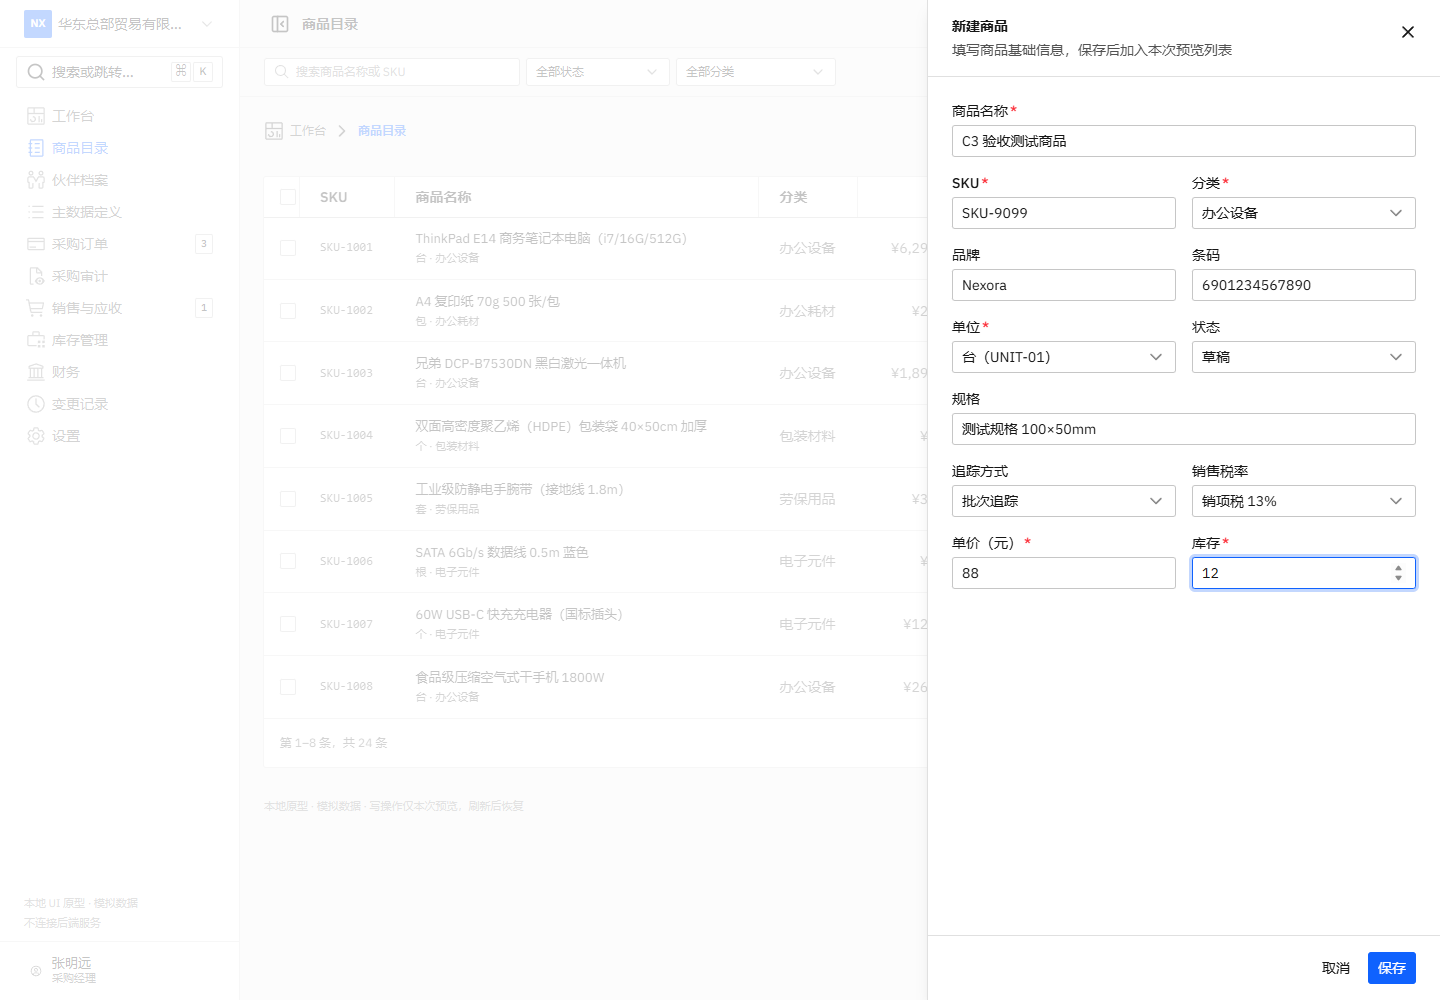 NX 华东总部贸易有限...
搜索或跳转... ⌘ K
工作台
商品目录
伙伴档案
主数据定义
采购订单 3
采购审计
销售与应收 1
库存管理
财务
变更记录
设置
本地 UI 原型 · 模拟数据
不连接后端服务
张明远
采购经理
商品目录
搜索商品名称或 SKU 全部状态 全部分类
工作台 商品目录
SKU 商品名称 分类
SKU-1001 ThinkPad E14 商务笔记本电脑（i7/16G/512G） 办公设备 ¥6,29
台 · 办公设备
SKU-1002 A4 复印纸 70g 500 张/包 办公耗材 ¥2
包 · 办公耗材
SKU-1003 兄弟 DCP-B7530DN 黑白激光一体机 办公设备 ¥1,89
台 · 办公设备
SKU-1004 双面高密度聚乙烯（HDPE）包装袋 40×50cm 加厚 包装材料 ¥
个 · 包装材料
SKU-1005 工业级防静电手腕带（接地线 1.8m） 劳保用品 ¥3
套 · 劳保用品
SKU-1006 SATA 6Gb/s 数据线 0.5m 蓝色 电子元件 ¥
根 · 电子元件
SKU-1007 60W USB-C 快充充电器（国标插头） 电子元件 ¥12
个 · 电子元件
SKU-1008 食品级压缩空气式干手机 1800W 办公设备 ¥26
台 · 办公设备
第 1–8 条，共 24 条
本地原型 · 模拟数据 · 写操作仅本次预览，刷新后恢复
新建商品
填写商品基础信息，保存后加入本次预览列表
商品名称*
C3 验收测试商品
SKU* 分类*
SKU-9099 办公设备
品牌 条码
Nexora 6901234567890
单位* 状态
台（UNIT-01） 草稿
规格
测试规格 100×50mm
追踪方式 销售税率
批次追踪 销项税 13%
单价（元）* 库存*
88 12
取消 保存